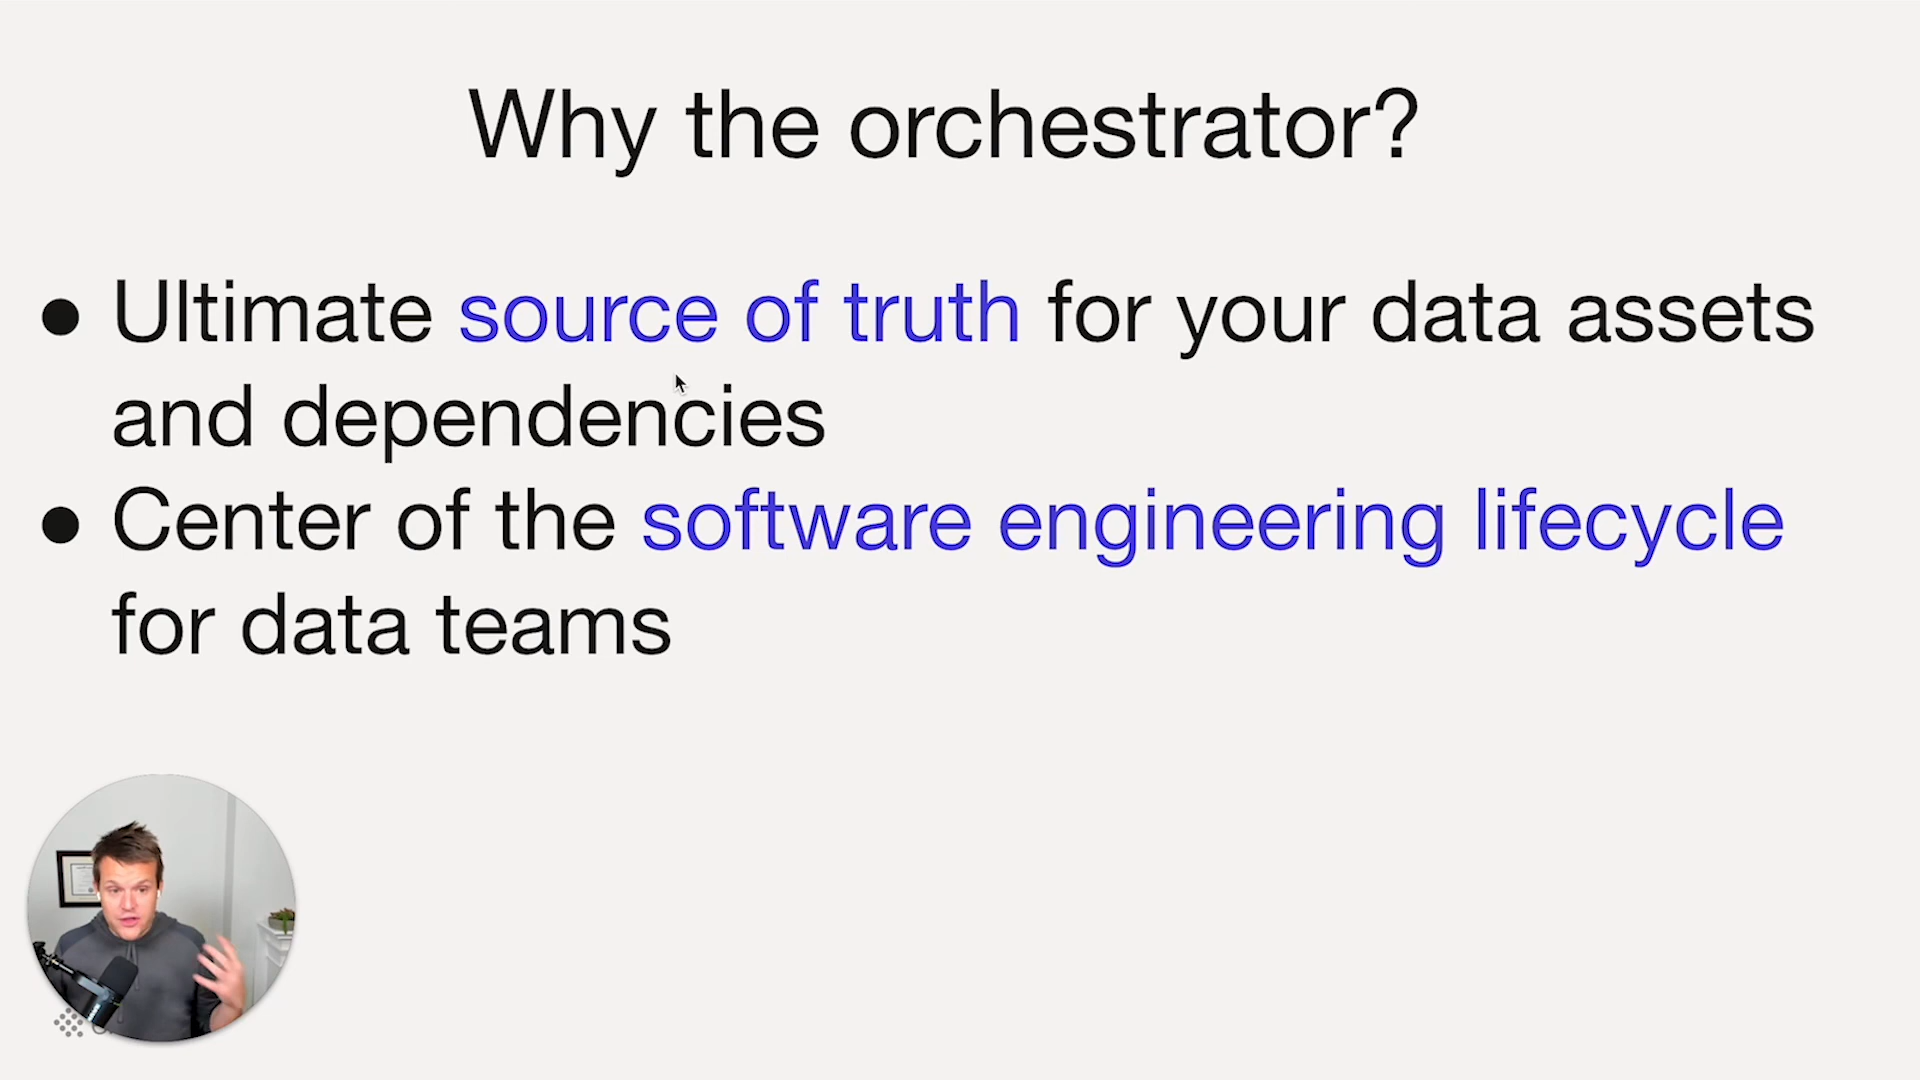 Why the orchestrator?
● Ultimate source of truth for your data assets
and dependencies
● Center of the software engineering lifecycle
for data teams